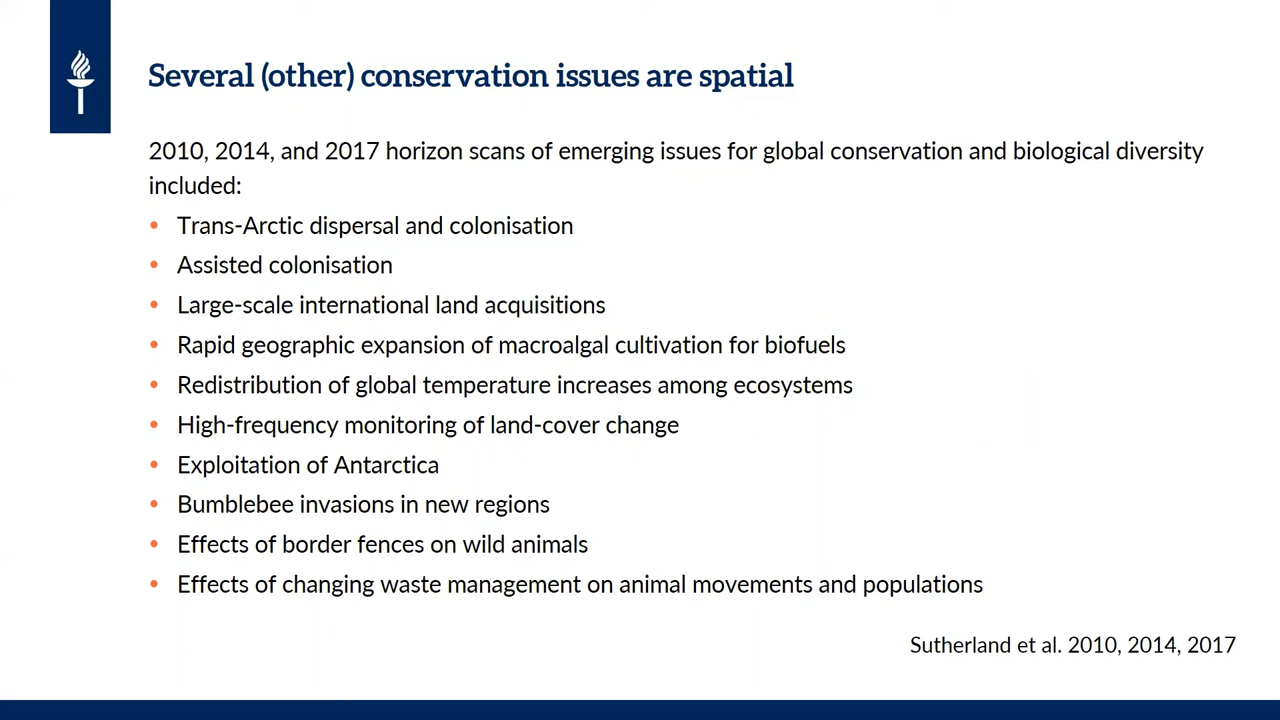 Several (other) conservation issues are spatial
2010, 2014, and 2017 horizon scans of emerging issues for global conservation and biological diversity
included:
• Trans-Arctic dispersal and colonisation
• Assisted colonisation
• Large-scale international land acquisitions
• Rapid geographic expansion of macroalgal cultivation for biofuels
• Redistribution of global temperature increases among ecosystems
• High-frequency monitoring of land-cover change
• Exploitation of Antarctica
• Bumblebee invasions in new regions
• Effects of border fences on wild animals
• Effects of changing waste management on animal movements and populations
Sutherland et al. 2010, 2014, 2017